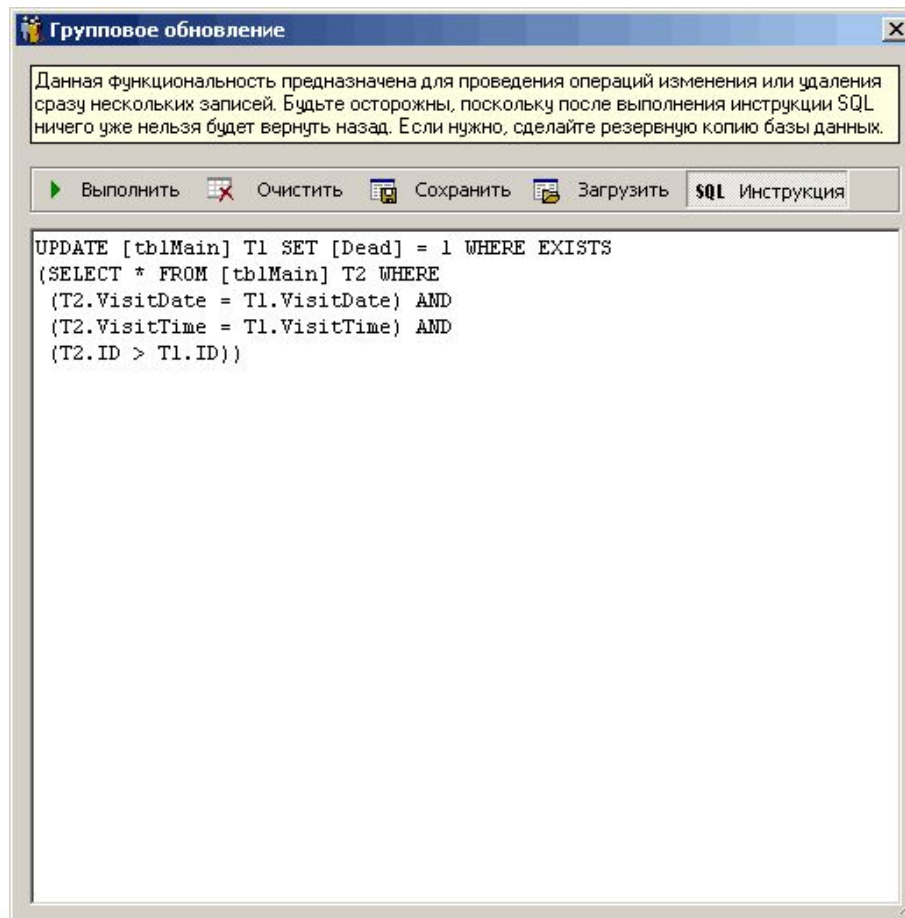 Групповое обновление
Данная функциональность предназначена для проведения операций изменения или удаления
сразу нескольких записей. Будьте осторожны, поскольку после выполнения инструкции SQL
ничего уже нельзя будет вернуть назад. Если нужно, сделайте резервную копию базы данных.
Выполнить Очистить Сохранить Загрузить SQL Инструкция
UPDATE [tblMain] T1 SET [Dead] = 1 WHERE EXISTS
(SELECT * FROM [tblMain] T2 WHERE
(T2.VisitDate = T1.VisitDate) AND
(T2.VisitTime = T1.VisitTime) AND
(T2.ID > T1.ID))